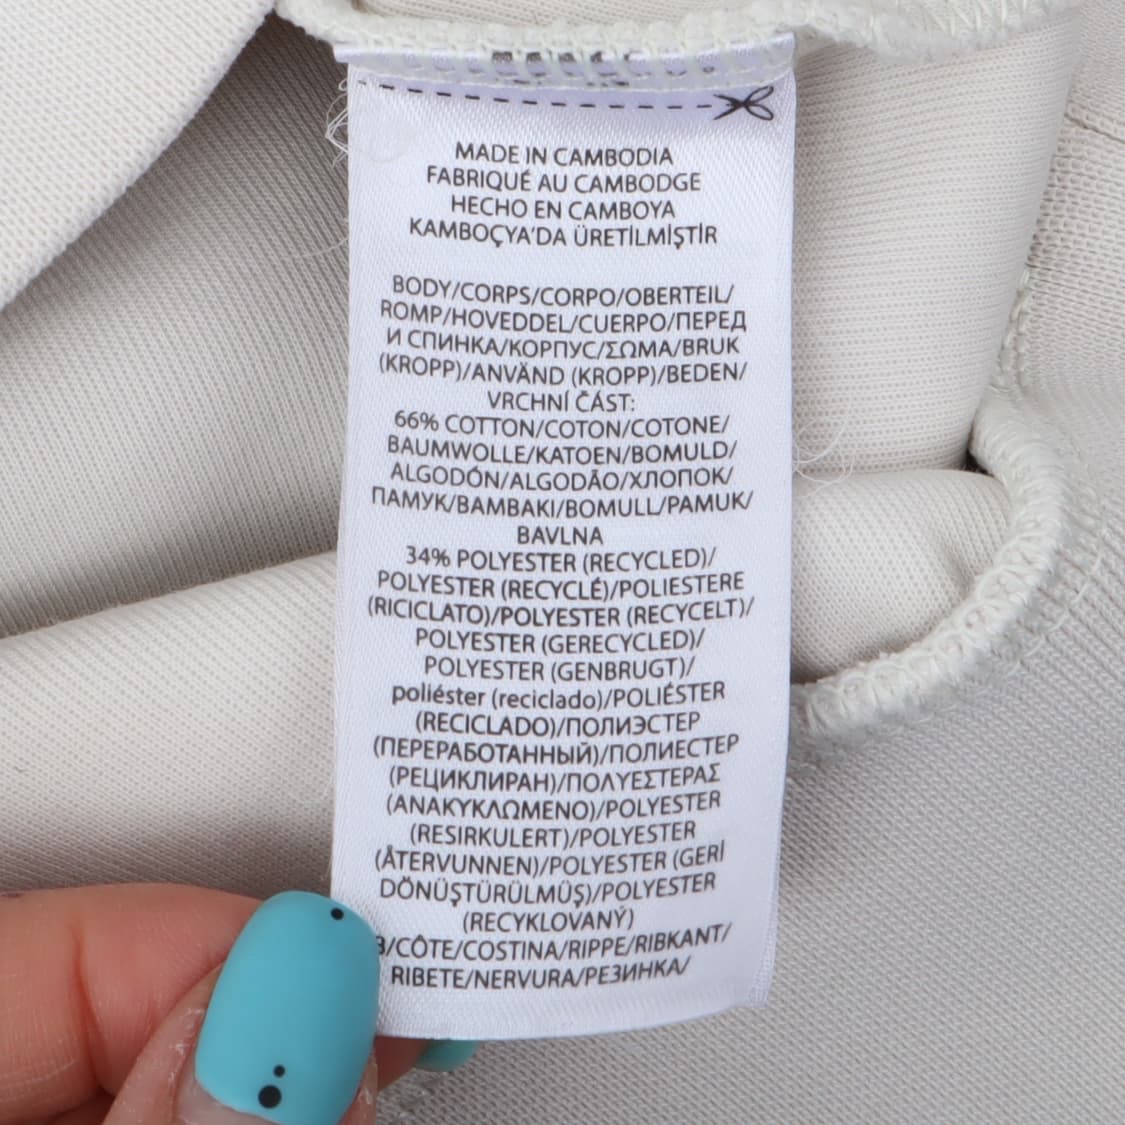 MADE IN CAMBODIA
FABRIQUÉ AU CAMBODGE
HECHO EN CAMBOYA
KAMBOÇYA'DA ÜRETİLMİŞTİR
BODY/CORPS/CORPO/OBERTEIL/
ROMP/HOVEDDEL/CUERPO/ПЕРЕД
И СПИНКА/КОРПУС/ΣΩΜΑ/BRUK
(KROPP)/ANVÄND (KROPP)/BEDEN/
VRCHNÍ ČÁST:
66% COTTON/COTON/COTONE/
BAUMWOLLE/KATOEN/BOMULD/
ALGODÓN/ALGODÃO/ХЛОПОК/
ПАМУК/ΒΑΜΒΑΚΙ/BOMULL/PAMUK/
BAVLNA
34% POLYESTER (RECYCLED)/
POLYESTER (RECYCLÉ)/POLIESTERE
(RICICLATO)/POLYESTER (RECYCELT)/
POLYESTER (GERECYCLED)/
POLYESTER (GENBRUGT)/
poliéster (reciclado)/POLIÉSTER
(RECICLADO)/ПОЛИЭСТЕР
(ПЕРЕРАБОТАННЫЙ)/ПОЛИЕСТЕР
(РЕЦИКЛИРАН)/ΠΟΛΥΕΣΤΕΡΑΣ
(ΑΝΑΚΥΚΛΩΜΕΝΟ)/POLYESTER
(RESIRKULERT)/POLYESTER
(ÅTERVUNNEN)/POLYESTER (GERİ
DÖNÜŞTÜRÜLMÜŞ)/POLYESTER
(RECYKLOVANÝ)
/CÔTE/COSTINA/RIPPE/RIBKANT/
RIBETE/NERVURA/РЕЗИНКА/